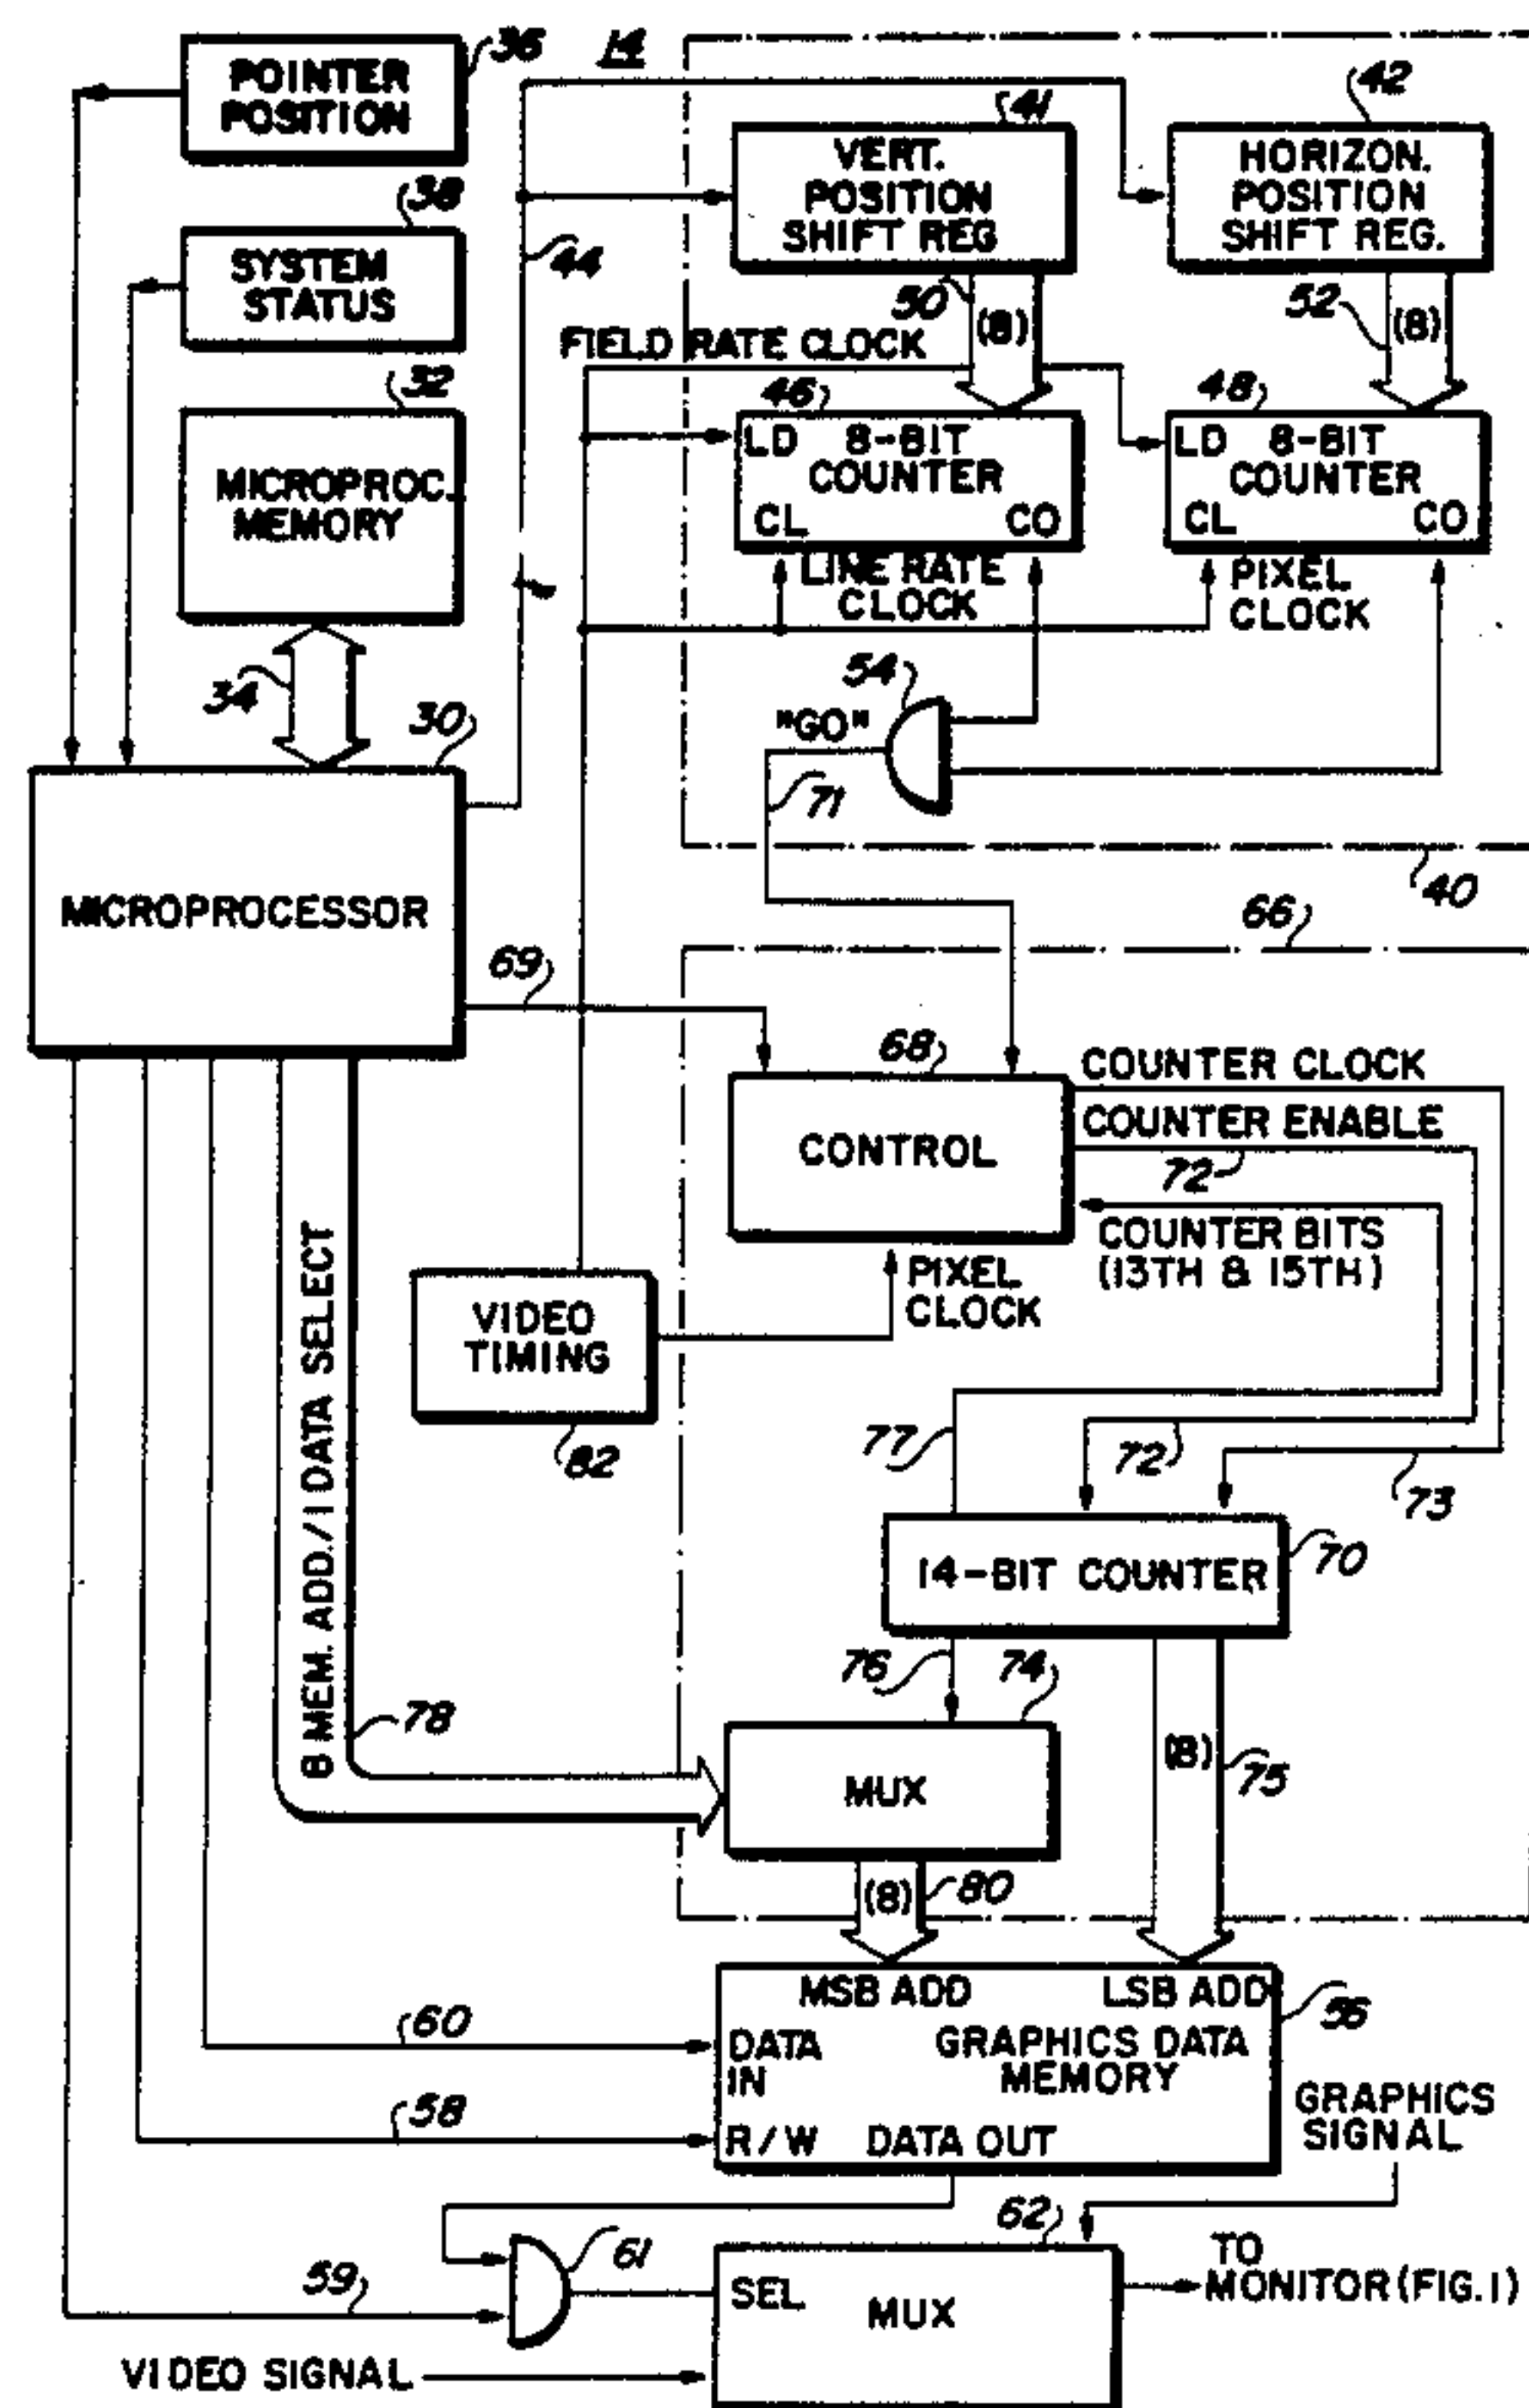 36
14
POINTER
POSITION
41
42
VERT.
POSITION
SHIFT REG
HORIZON.
POSITION
SHIFT REG.
38
SYSTEM
STATUS
44
50
(8)
52
(8)
FIELD RATE CLOCK
32
46
48
MICROPROC.
MEMORY
LD 8-BIT
COUNTER
CL CO
LD 8-BIT
COUNTER
CL CO
LINE RATE
CLOCK
PIXEL
CLOCK
34
54
"GO"
30
71
MICROPROCESSOR
40
66
69
68
CONTROL
COUNTER CLOCK
COUNTER ENABLE
72
COUNTER BITS
(13TH & 15TH)
PIXEL
CLOCK
VIDEO
TIMING
82
8 MEM. ADD./1 DATA SELECT
77
72
73
14-BIT COUNTER
70
76
74
78
MUX
(8)
75
(8)
80
MSB ADD LSB ADD
56
60
DATA
IN
GRAPHICS DATA
MEMORY
58
R/W DATA OUT
GRAPHICS
SIGNAL
62
61
TO
MONITOR (FIG. 1)
59
SEL
MUX
VIDEO SIGNAL